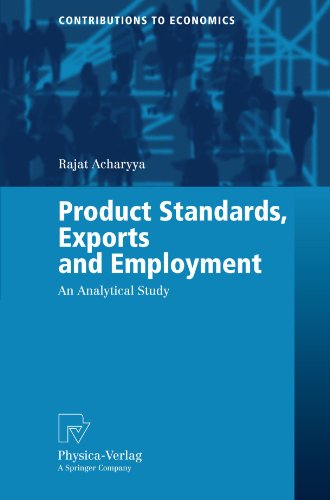 CONTRIBUTIONS TO ECONOMICS
Rajat Acharyya
Product Standards,
Exports
and Employment
An Analytical Study
Physica-Verlag
A Springer Company